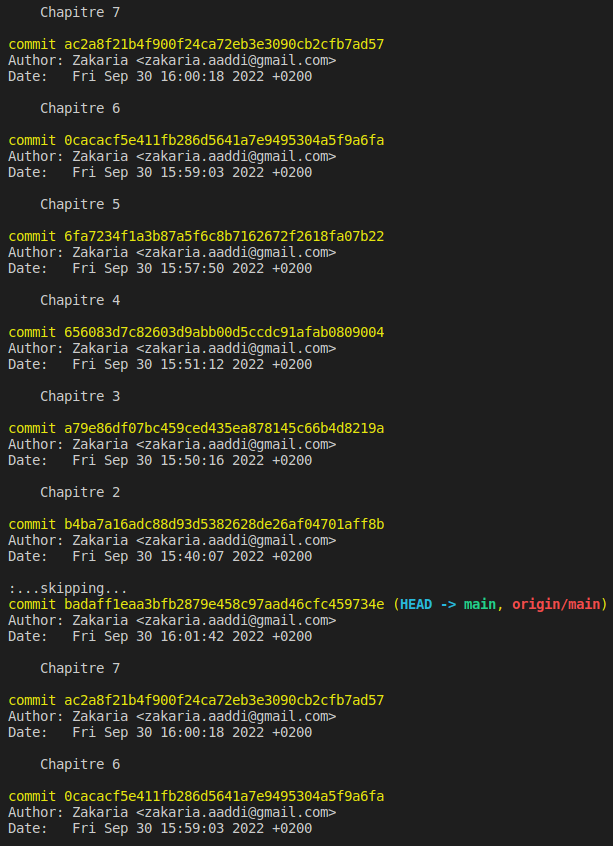 Chapitre 7
commit ac2a8f21b4f900f24ca72eb3e3090cb2cfb7ad57
Author: Zakaria <zakaria.aaddi@gmail.com>
Date:   Fri Sep 30 16:00:18 2022 +0200
Chapitre 6
commit 0cacacf5e411fb286d5641a7e9495304a5f9a6fa
Author: Zakaria <zakaria.aaddi@gmail.com>
Date:   Fri Sep 30 15:59:03 2022 +0200
Chapitre 5
commit 6fa7234f1a3b87a5f6c8b7162672f2618fa07b22
Author: Zakaria <zakaria.aaddi@gmail.com>
Date:   Fri Sep 30 15:57:50 2022 +0200
Chapitre 4
commit 656083d7c82603d9abb00d5ccdc91afab0809004
Author: Zakaria <zakaria.aaddi@gmail.com>
Date:   Fri Sep 30 15:51:12 2022 +0200
Chapitre 3
commit a79e86df07bc459ced435ea878145c66b4d8219a
Author: Zakaria <zakaria.aaddi@gmail.com>
Date:   Fri Sep 30 15:50:16 2022 +0200
Chapitre 2
commit b4ba7a16adc88d93d5382628de26af04701aff8b
Author: Zakaria <zakaria.aaddi@gmail.com>
Date:   Fri Sep 30 15:40:07 2022 +0200
:...skipping...
commit badaff1eaa3bfb2879e458c97aad46cfc459734e (HEAD -> main, origin/main)
Author: Zakaria <zakaria.aaddi@gmail.com>
Date:   Fri Sep 30 16:01:42 2022 +0200
Chapitre 7
commit ac2a8f21b4f900f24ca72eb3e3090cb2cfb7ad57
Author: Zakaria <zakaria.aaddi@gmail.com>
Date:   Fri Sep 30 16:00:18 2022 +0200
Chapitre 6
commit 0cacacf5e411fb286d5641a7e9495304a5f9a6fa
Author: Zakaria <zakaria.aaddi@gmail.com>
Date:   Fri Sep 30 15:59:03 2022 +0200